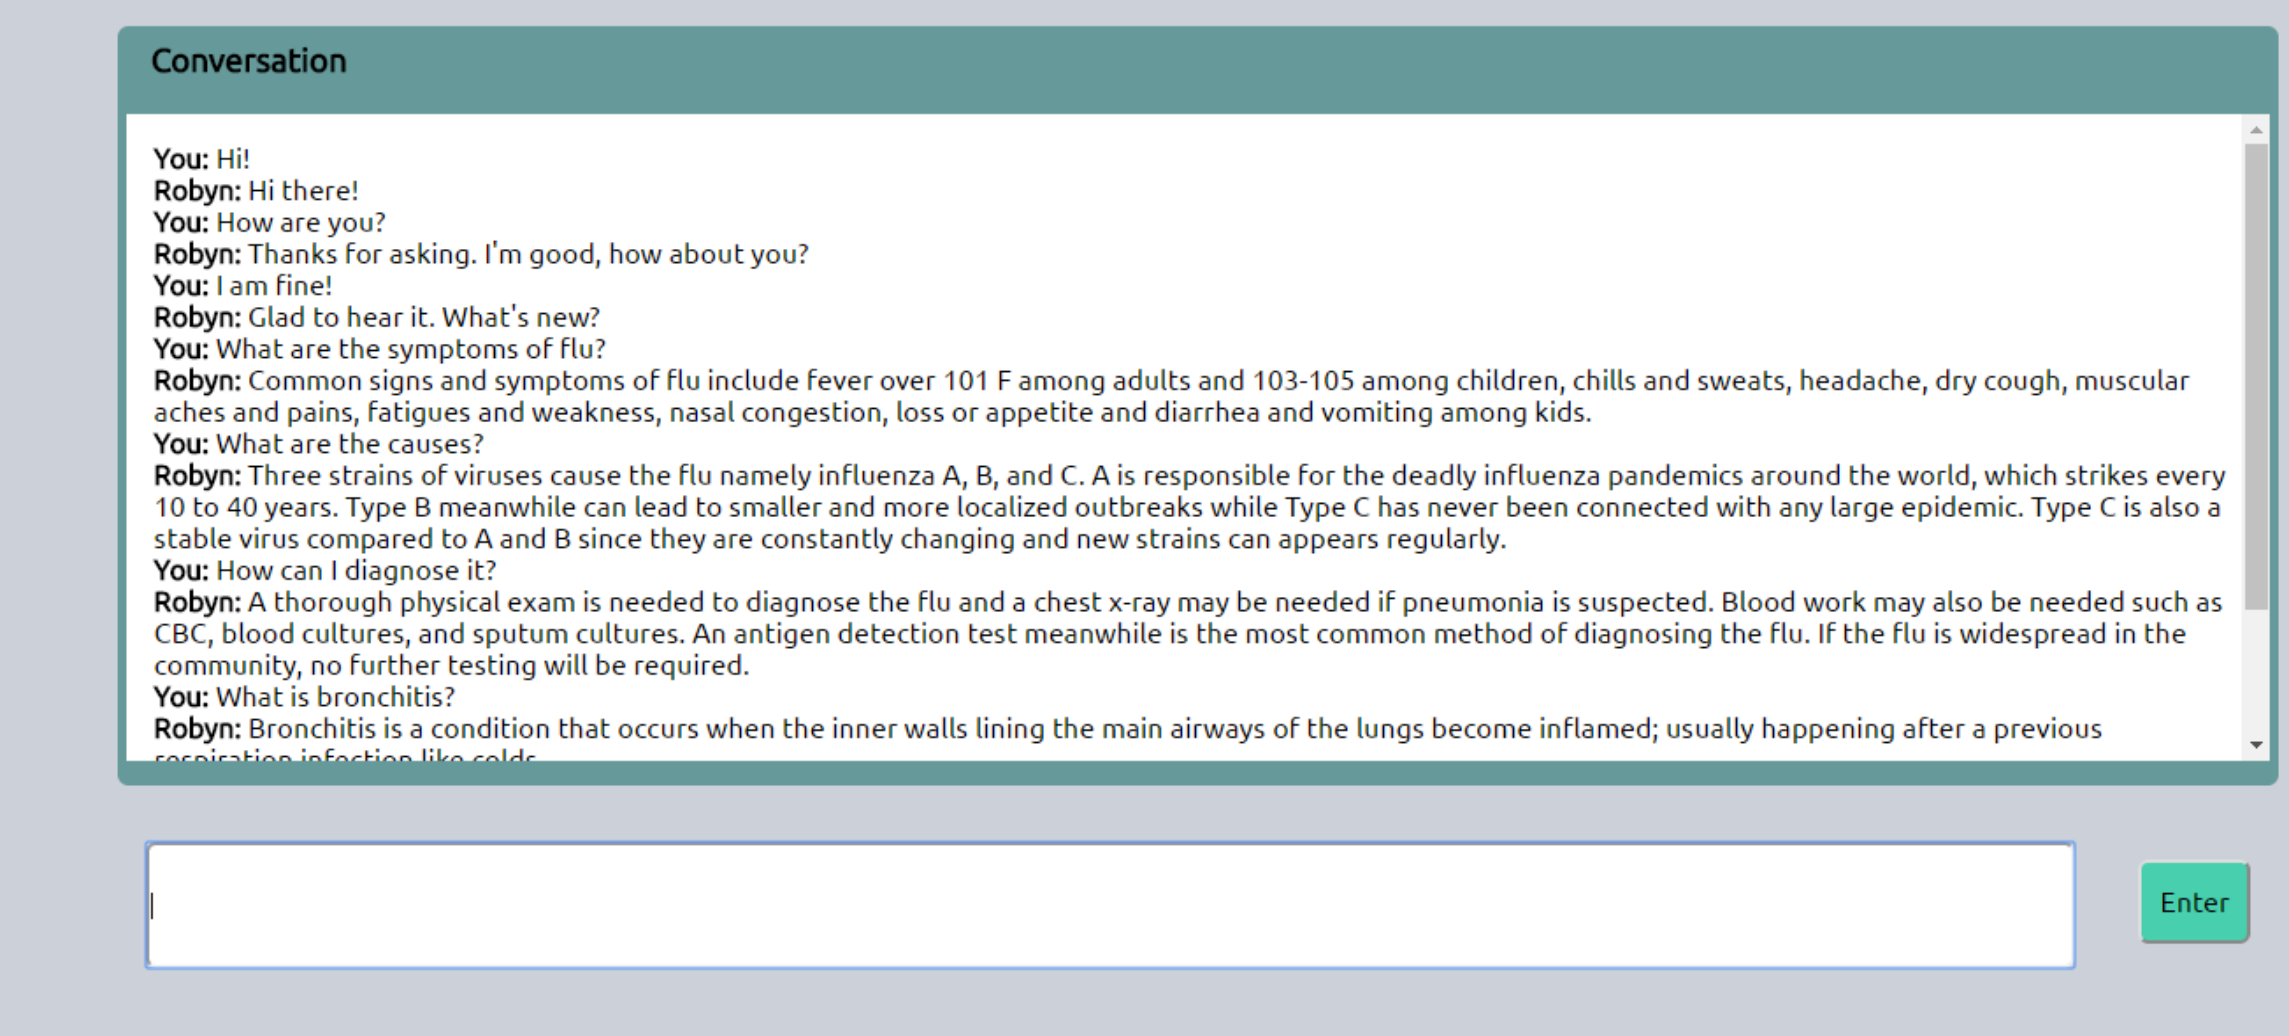 Conversation
You: Hi!
Robyn: Hi there!
You: How are you?
Robyn: Thanks for asking. I'm good, how about you?
You: I am fine!
Robyn: Glad to hear it. What's new?
You: What are the symptoms of flu?
Robyn: Common signs and symptoms of flu include fever over 101 F among adults and 103-105 among children, chills and sweats, headache, dry cough, muscular
aches and pains, fatigues and weakness, nasal congestion, loss or appetite and diarrhea and vomiting among kids.
You: What are the causes?
Robyn: Three strains of viruses cause the flu namely influenza A, B, and C. A is responsible for the deadly influenza pandemics around the world, which strikes every
10 to 40 years. Type B meanwhile can lead to smaller and more localized outbreaks while Type C has never been connected with any large epidemic. Type C is also a
stable virus compared to A and B since they are constantly changing and new strains can appears regularly.
You: How can I diagnose it?
Robyn: A thorough physical exam is needed to diagnose the flu and a chest x-ray may be needed if pneumonia is suspected. Blood work may also be needed such as
CBC, blood cultures, and sputum cultures. An antigen detection test meanwhile is the most common method of diagnosing the flu. If the flu is widespread in the
community, no further testing will be required.
You: What is bronchitis?
Robyn: Bronchitis is a condition that occurs when the inner walls lining the main airways of the lungs become inflamed; usually happening after a previous
respiration infection like colds
Enter